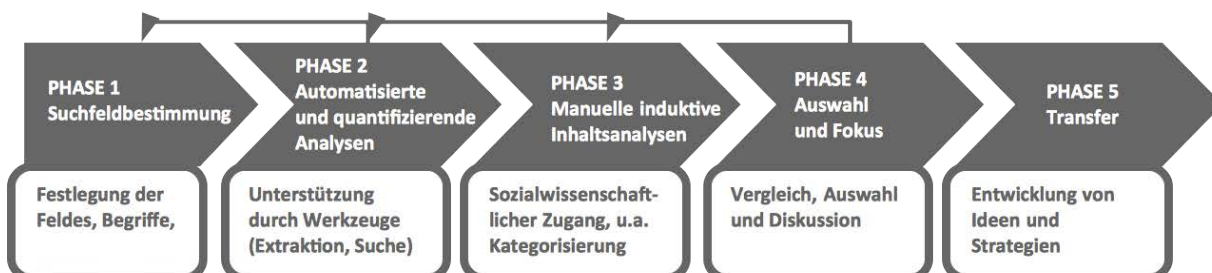 PHASE 1
Suchfeldbestimmung
PHASE 2
Automatisierte
und quantifizierende
Analysen
PHASE 3
Manuelle induktive
Inhaltsanalysen
PHASE 4
Auswahl
und Fokus
PHASE 5
Transfer
Festlegung der
Feldes, Begriffe,
Unterstützung
durch Werkzeuge
(Extraktion, Suche)
Sozialwissenschaft-
licher Zugang, u.a.
Kategorisierung
Vergleich, Auswahl
und Diskussion
Entwicklung von
Ideen und
Strategien